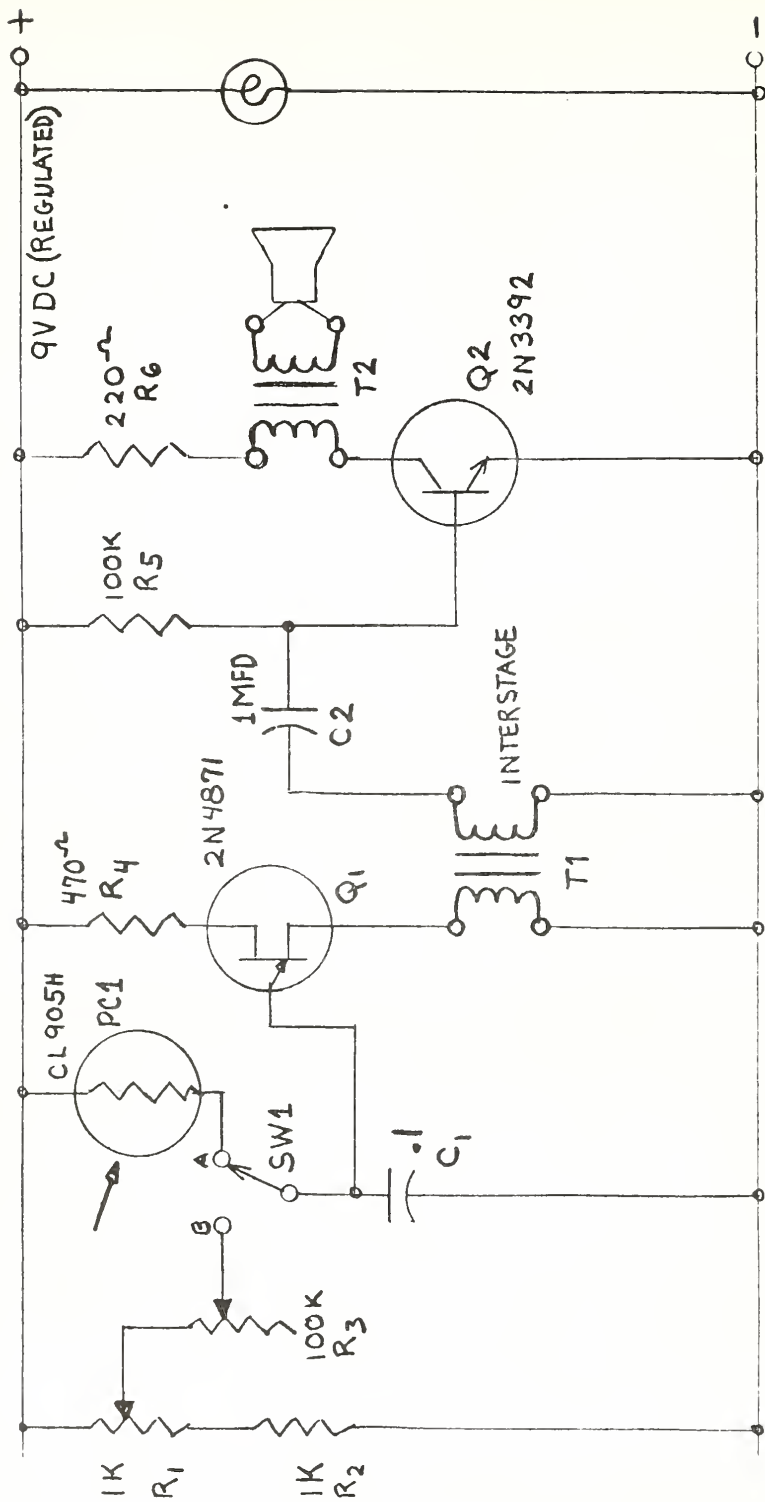 +
9V DC (REGULATED)
-
220Ω
R6
T2
Q2
2N3392
100K
R5
1MFD
C2
INTERSTAGE
470Ω
R4
2N4871
Q1
T1
CL905H
PC1
A
SW1
B
.1
C1
100K
R3
1K
R1
1K
R2